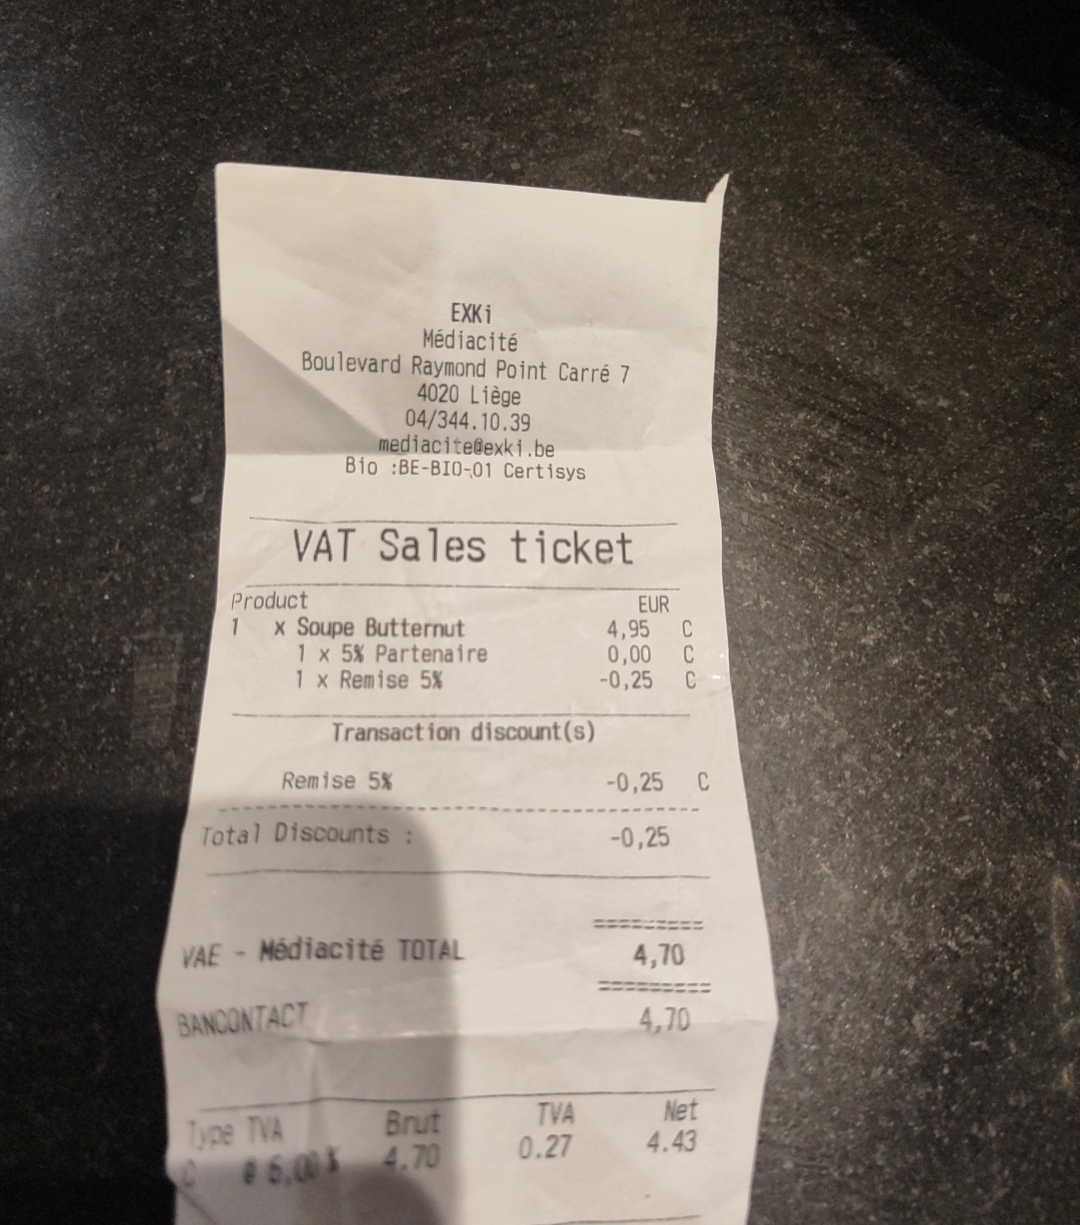 EXKi
Médiacité
Boulevard Raymond Point Carré 7
4020 Liège
04/344.10.39
mediacite@exki.be
Bio :BE-BIO-01 Certisys
VAT Sales ticket
Product EUR
1 x Soupe Butternut 4,95 C
1 x 5% Partenaire 0,00 C
1 x Remise 5% -0,25 C
Transaction discount(s)
Remise 5% -0,25 C
Total Discounts : -0,25
=========
VAE - Médiacité TOTAL 4,70
=========
BANCONTACT 4,70
Type TVA Brut TVA Net
C @ 6,00% 4.70 0.27 4.43